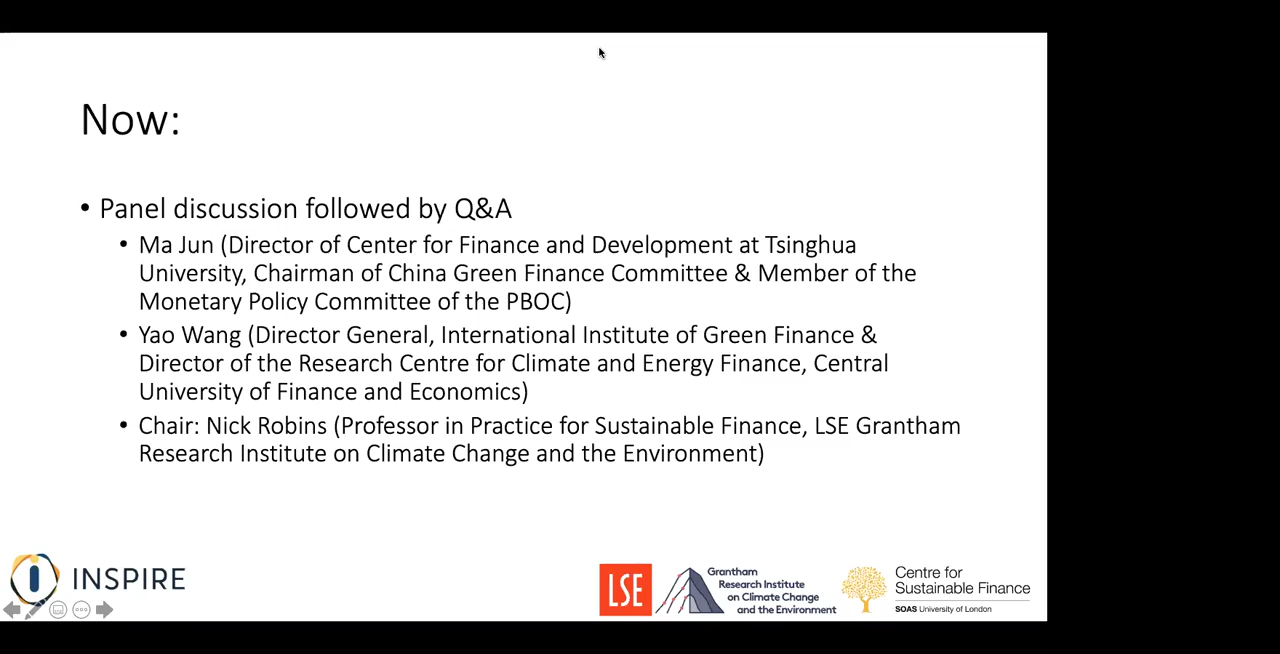 Now:
• Panel discussion followed by Q&A
• Ma Jun (Director of Center for Finance and Development at Tsinghua
University, Chairman of China Green Finance Committee & Member of the
Monetary Policy Committee of the PBOC)
• Yao Wang (Director General, International Institute of Green Finance &
Director of the Research Centre for Climate and Energy Finance, Central
University of Finance and Economics)
• Chair: Nick Robins (Professor in Practice for Sustainable Finance, LSE Grantham
Research Institute on Climate Change and the Environment)
INSPIRE
LSE
Grantham
Research Institute
on Climate Change
and the Environment
Centre for
Sustainable Finance
SOAS University of London